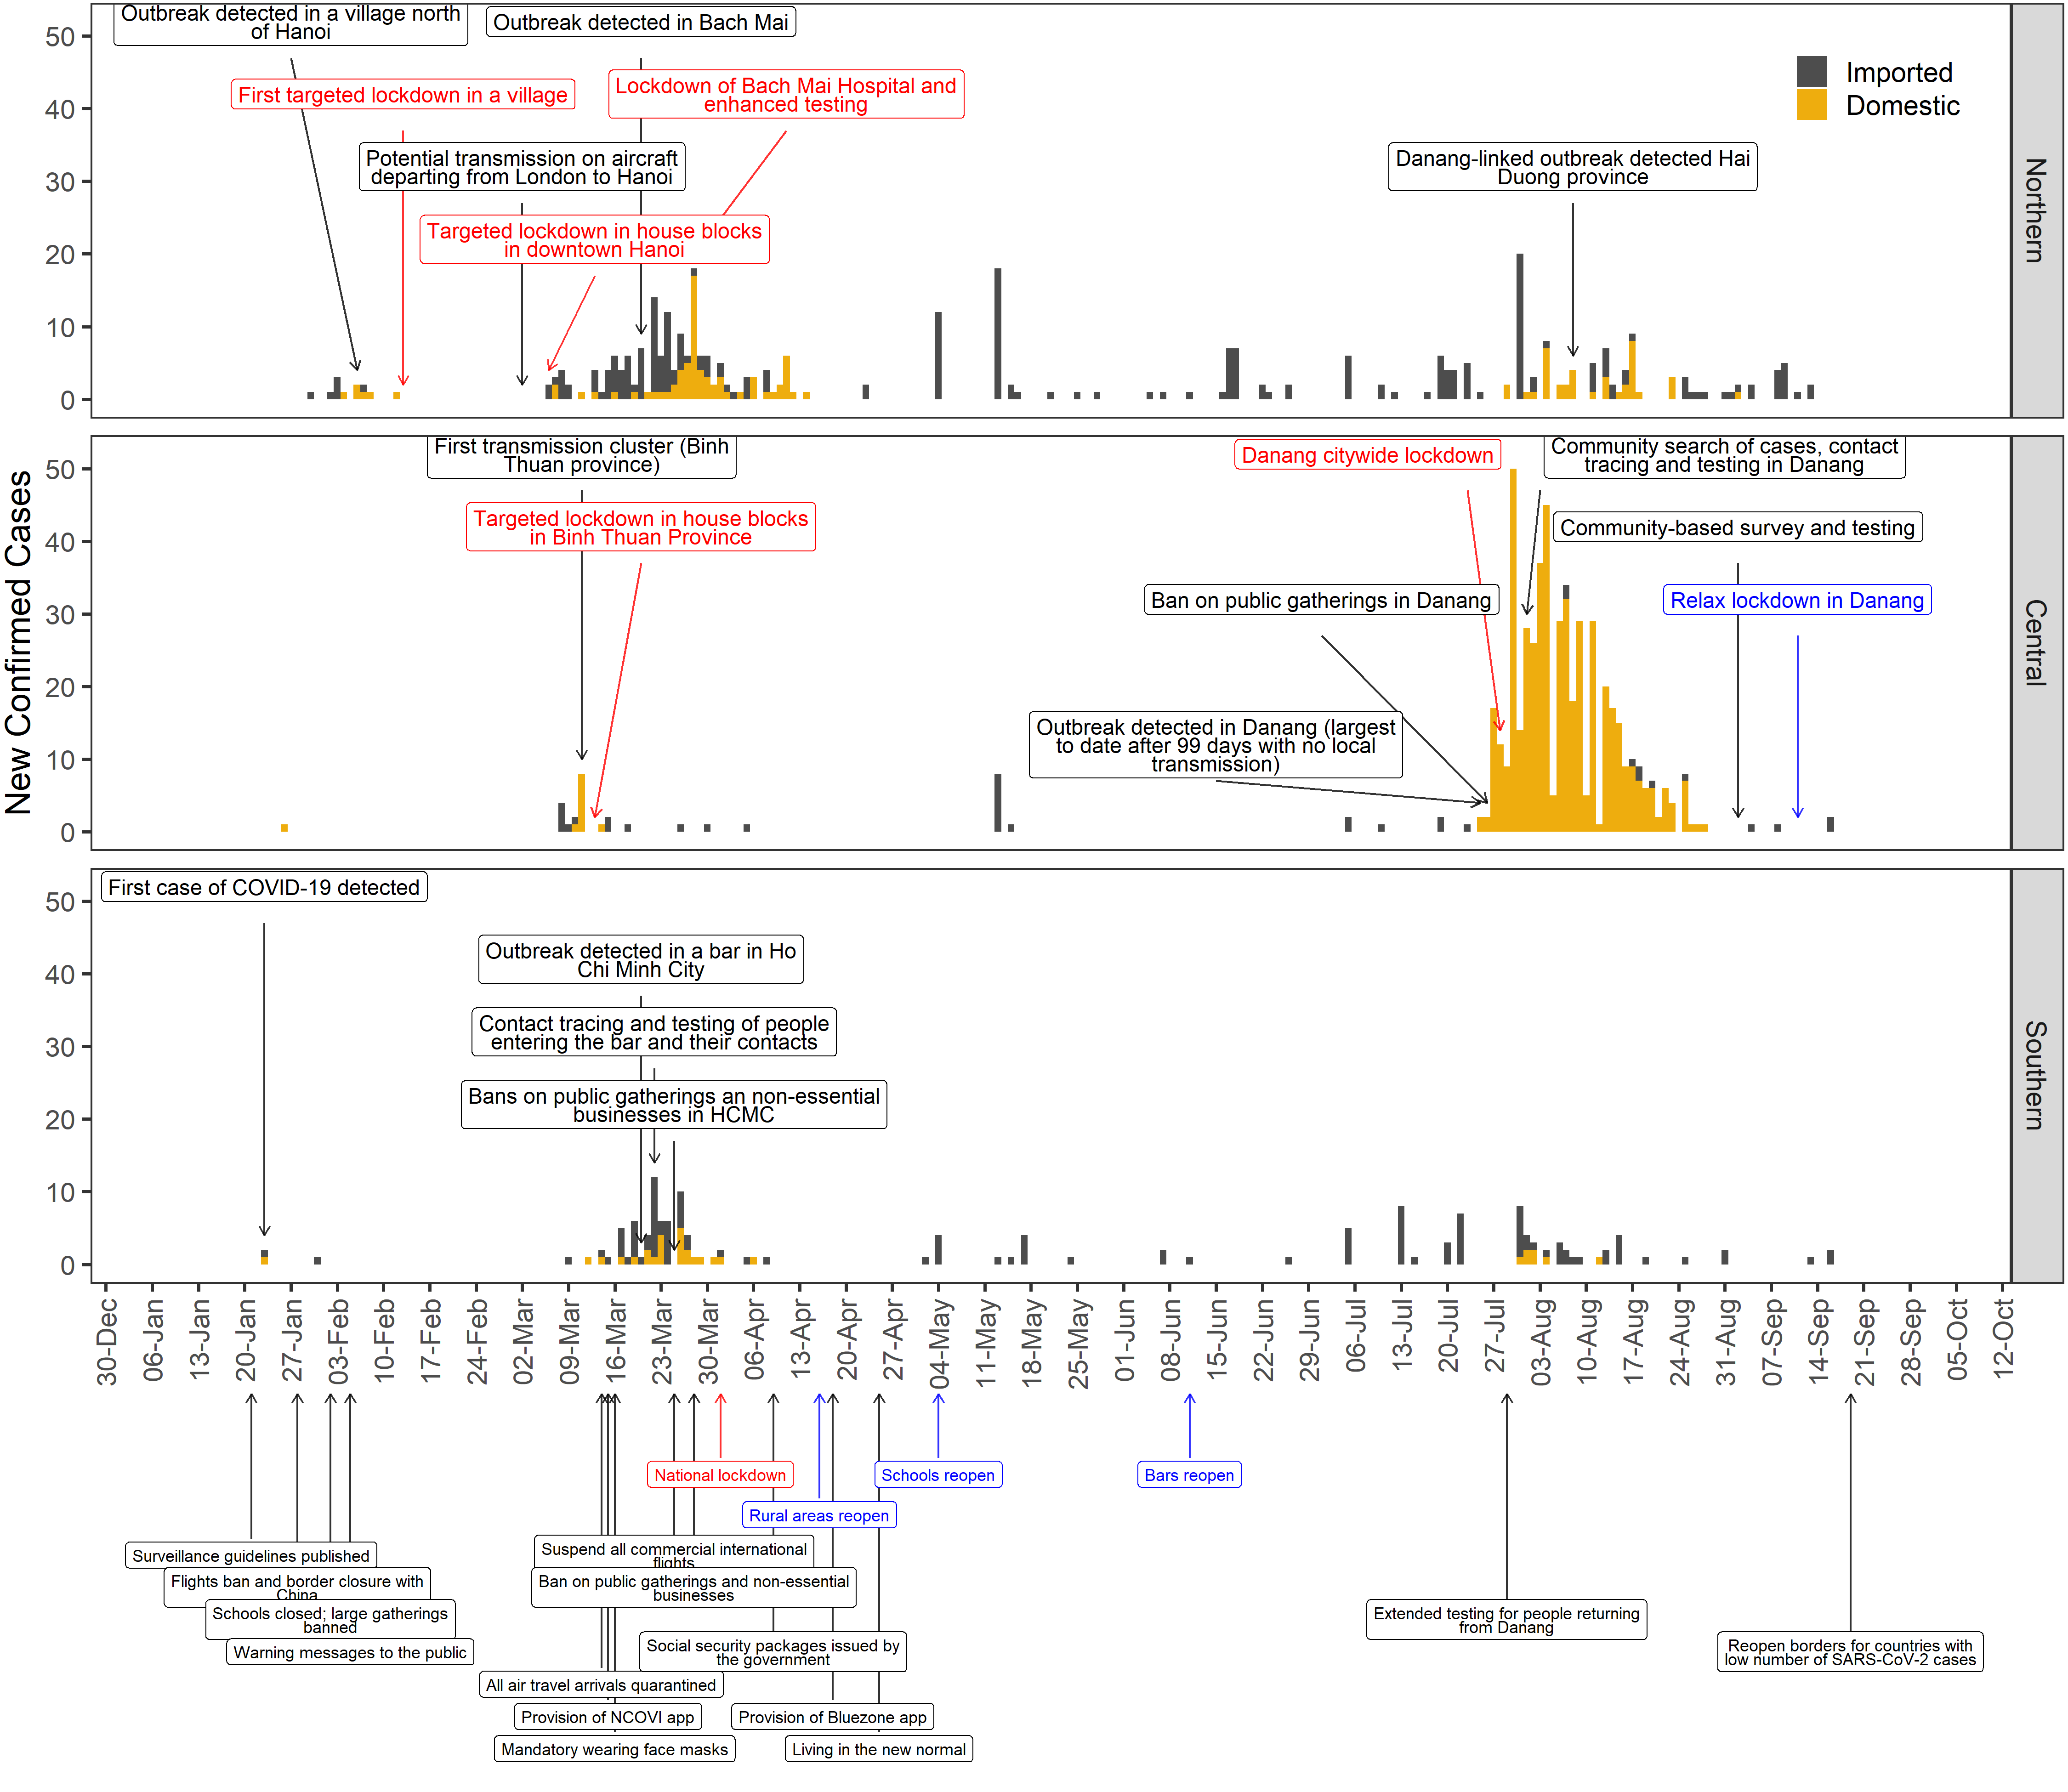 Outbreak detected in a village north
of Hanoi
Outbreak detected in Bach Mai
First targeted lockdown in a village
Lockdown of Bach Mai Hospital and
enhanced testing
Potential transmission on aircraft
departing from London to Hanoi
Targeted lockdown in house blocks
in downtown Hanoi
Danang-linked outbreak detected Hai
Duong province
Imported
Domestic
50
40
30
20
10
0
Northern
New Confirmed Cases
First transmission cluster (Binh
Thuan province)
Targeted lockdown in house blocks
in Binh Thuan Province
Danang citywide lockdown
Community search of cases, contact
tracing and testing in Danang
Community-based survey and testing
Ban on public gatherings in Danang
Relax lockdown in Danang
Outbreak detected in Danang (largest
to date after 99 days with no local
transmission)
50
40
30
20
10
0
Central
First case of COVID-19 detected
Outbreak detected in a bar in Ho
Chi Minh City
Contact tracing and testing of people
entering the bar and their contacts
Bans on public gatherings an non-essential
businesses in HCMC
50
40
30
20
10
0
Southern
30-Dec
06-Jan
13-Jan
20-Jan
27-Jan
03-Feb
10-Feb
17-Feb
24-Feb
02-Mar
09-Mar
16-Mar
23-Mar
30-Mar
06-Apr
13-Apr
20-Apr
27-Apr
04-May
11-May
18-May
25-May
01-Jun
08-Jun
15-Jun
22-Jun
29-Jun
06-Jul
13-Jul
20-Jul
27-Jul
03-Aug
10-Aug
17-Aug
24-Aug
31-Aug
07-Sep
14-Sep
21-Sep
28-Sep
05-Oct
12-Oct
National lockdown
Schools reopen
Bars reopen
Rural areas reopen
Surveillance guidelines published
Flights ban and border closure with
China
Schools closed; large gatherings
banned
Warning messages to the public
Suspend all commercial international
flights
Ban on public gatherings and non-essential
businesses
Social security packages issued by
the government
All air travel arrivals quarantined
Provision of NCOVI app
Provision of Bluezone app
Mandatory wearing face masks
Living in the new normal
Extended testing for people returning
from Danang
Reopen borders for countries with
low number of SARS-CoV-2 cases